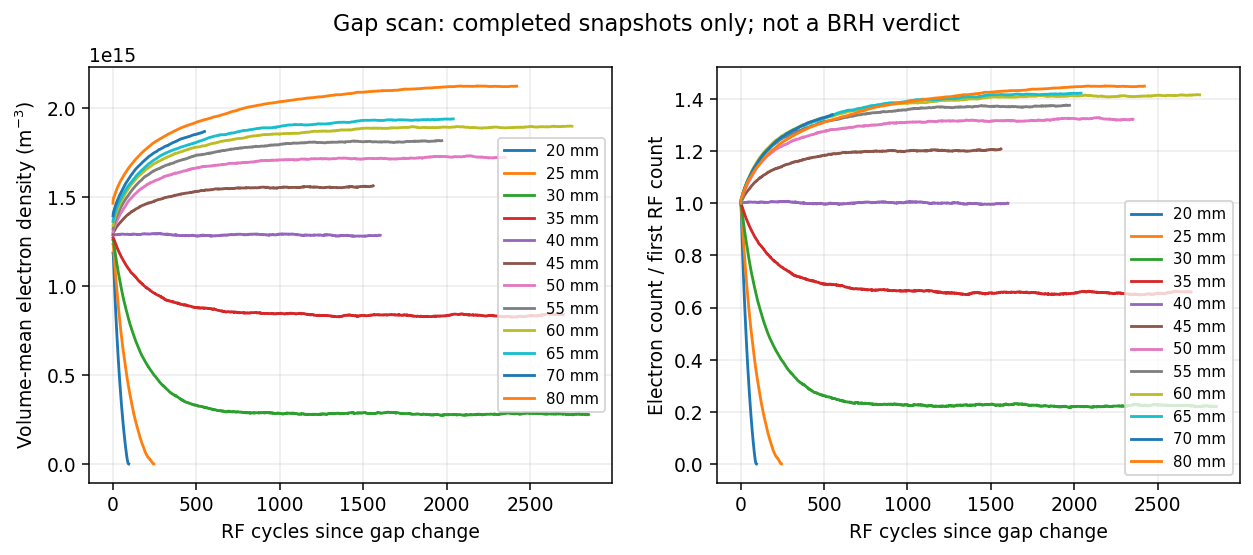 Gap scan: completed snapshots only; not a BRH verdict
1e15
Volume-mean electron density (m⁻³)
2.0
1.5
1.0
0.5
0.0
0
500
1000
1500
2000
2500
RF cycles since gap change
20 mm
25 mm
30 mm
35 mm
40 mm
45 mm
50 mm
55 mm
60 mm
65 mm
70 mm
80 mm
Electron count / first RF count
1.4
1.2
1.0
0.8
0.6
0.4
0.2
0.0
0
500
1000
1500
2000
2500
RF cycles since gap change
20 mm
25 mm
30 mm
35 mm
40 mm
45 mm
50 mm
55 mm
60 mm
65 mm
70 mm
80 mm